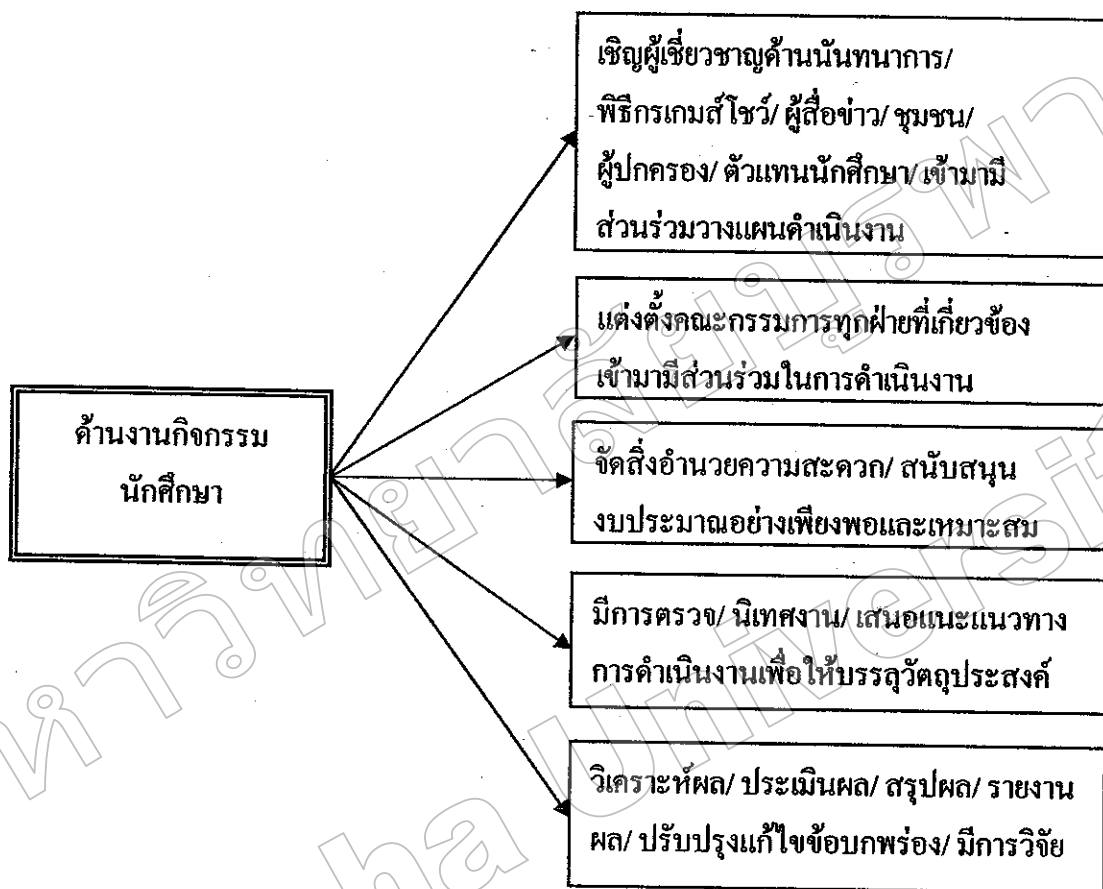 เชิญผู้เชี่ยวชาญด้านนันทนาการ/
พิธีกรเกมส์โชว์/ ผู้สื่อข่าว/ ชุมชน/
ผู้ปกครอง/ ตัวแทนนักศึกษา/ เข้ามามี
ส่วนร่วมวางแผนดำเนินงาน
แต่งตั้งคณะกรรมการทุกฝ่ายที่เกี่ยวข้อง
เข้ามามีส่วนร่วมในการดำเนินงาน
ด้านงานกิจกรรม
นักศึกษา
จัดสิ่งอำนวยความสะดวก/ สนับสนุน
งบประมาณอย่างเพียงพอและเหมาะสม
มีการตรวจ/ นิเทศงาน/ เสนอแนะแนวทาง
การดำเนินงานเพื่อให้บรรลุวัตถุประสงค์
วิเคราะห์ผล/ ประเมินผล/ สรุปผล/ รายงาน
ผล/ ปรับปรุงแก้ไขข้อบกพร่อง/ มีการวิจัย
หาวิทยาลัยบูรพา
ha University